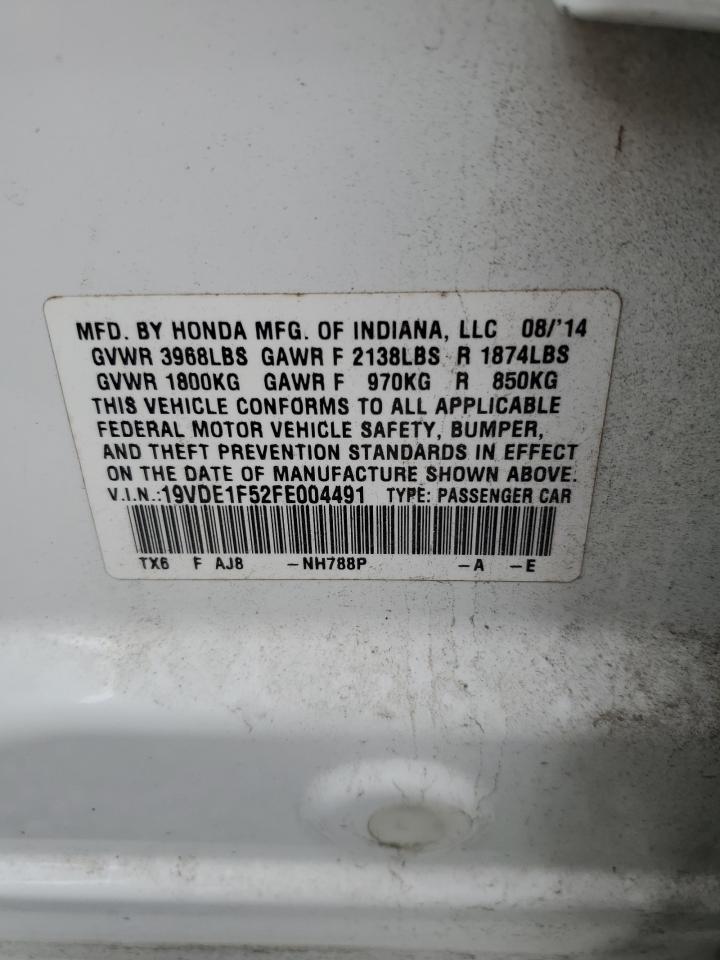 MFD. BY HONDA MFG. OF INDIANA, LLC 08/'14
GVWR 3968LBS GAWR F 2138LBS R 1874LBS
GVWR 1800KG GAWR F 970KG R 850KG
THIS VEHICLE CONFORMS TO ALL APPLICABLE
FEDERAL MOTOR VEHICLE SAFETY, BUMPER,
AND THEFT PREVENTION STANDARDS IN EFFECT
ON THE DATE OF MANUFACTURE SHOWN ABOVE.
V.I.N.:19VDE1F52FE004491 TYPE: PASSENGER CAR
TX6 F AJ8 -NH788P -A -E